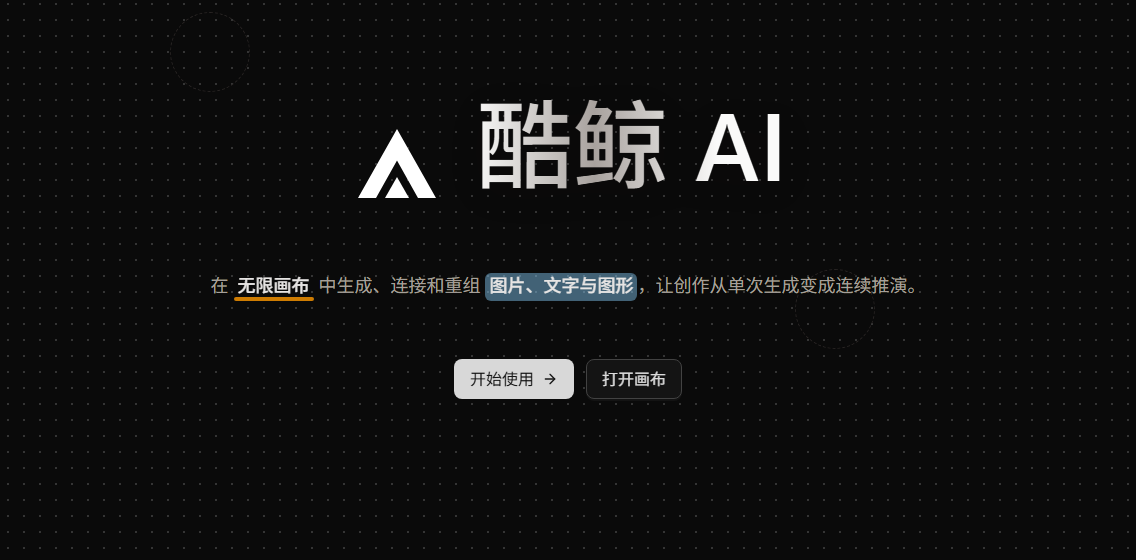 酷鲸 AI
在 无限画布 中生成、连接和重组 图片、文字与图形，让创作从单次生成变成连续推演。
开始使用 →
打开画布